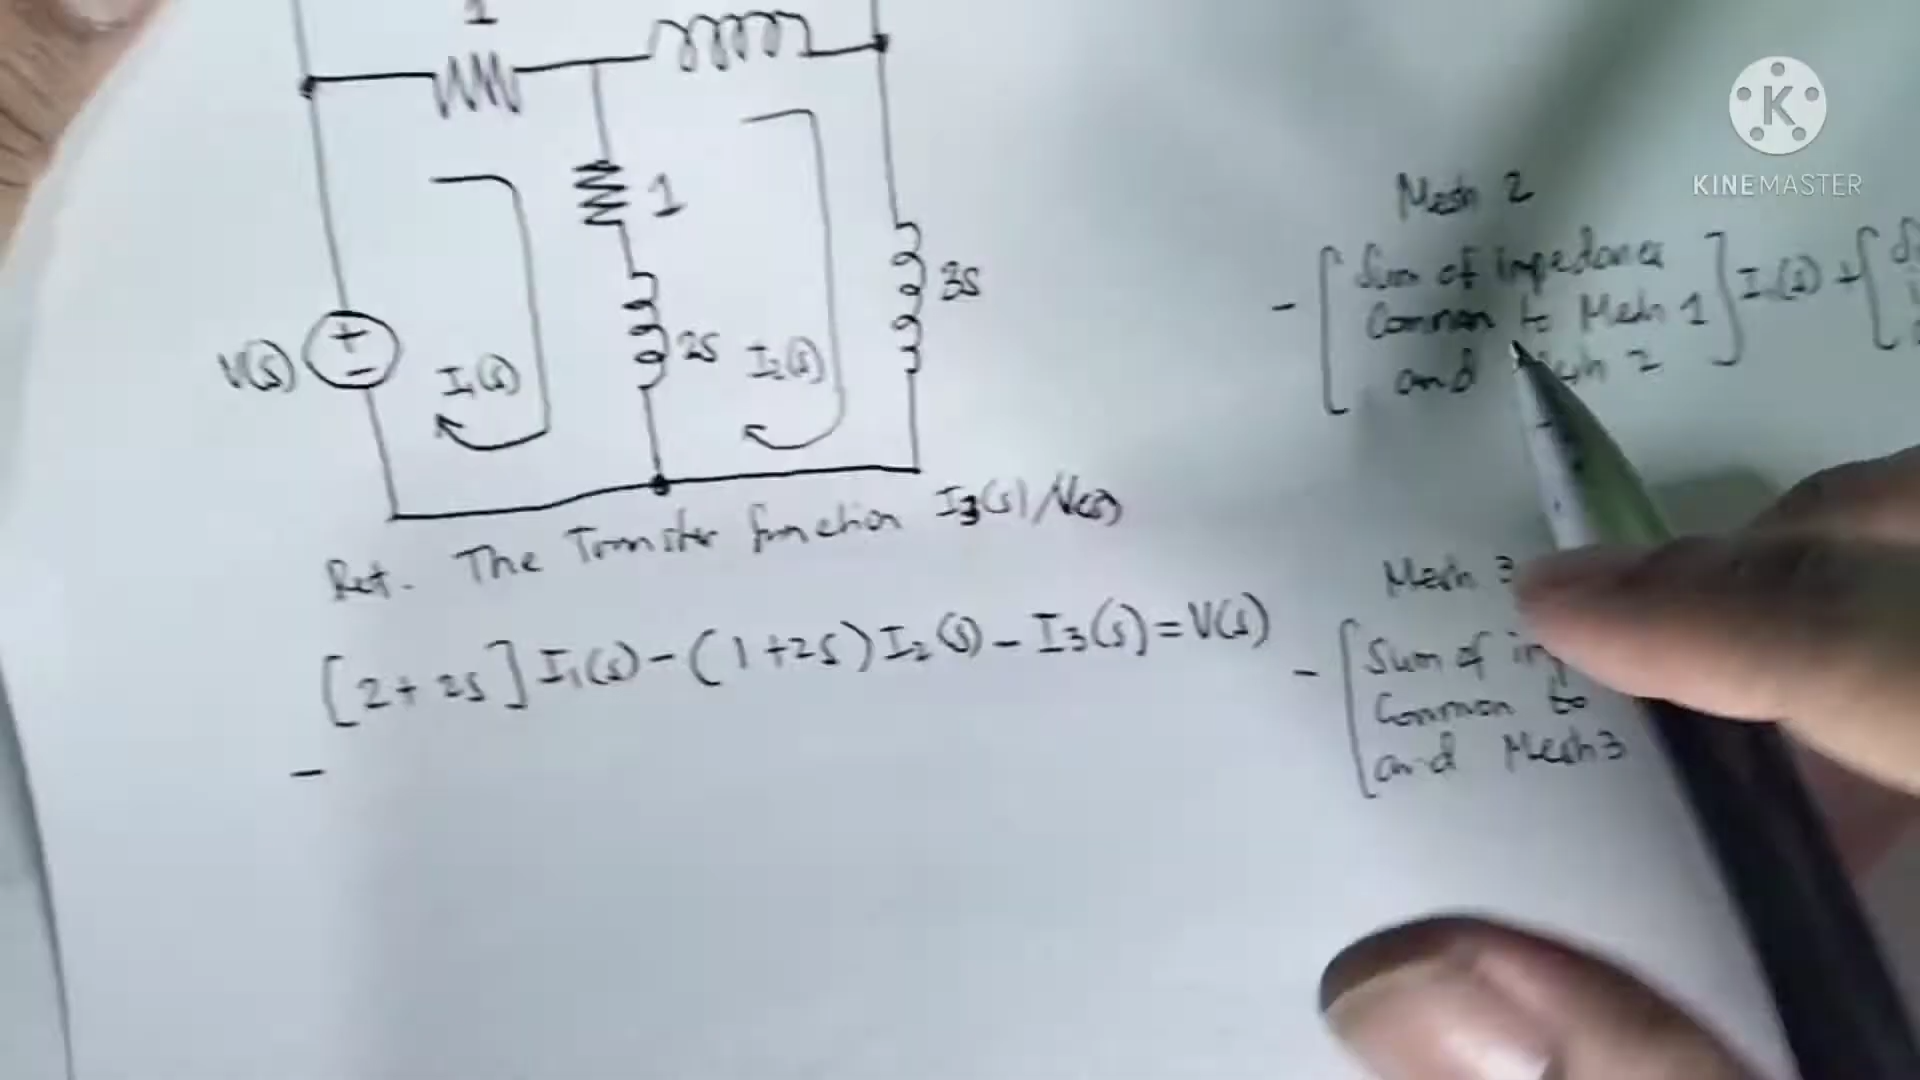 1
1
3s
2s
V(s)
+
-
I₁(s)
I₂(s)
Ret. The Transfer function I₃(s)/V(s)
[2+2s]I₁(s)-(1+2s)I₂(s)-I₃(s)=V(s)
-
KINEMASTER
Mesh 2
- [Sum of impedance
Common to Mesh 1] I₁(s) + [
and Mesh 2
Mesh 3
- [Sum of
Common to
and Mesh 3